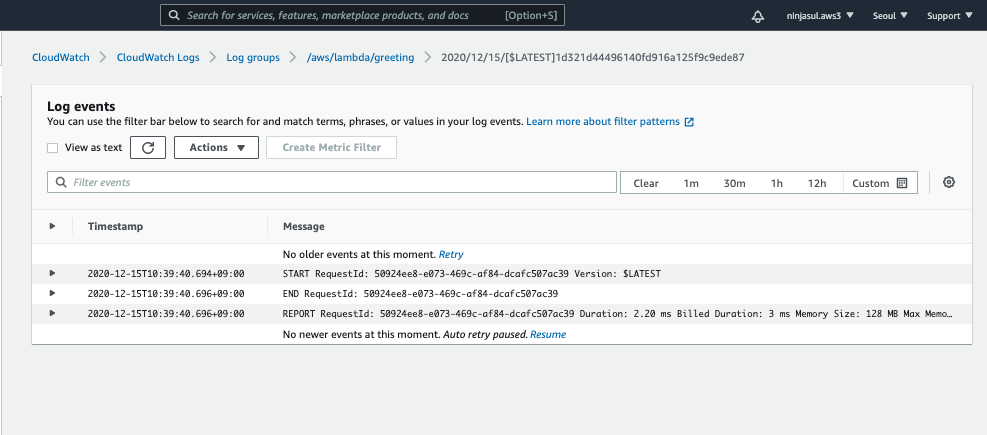 Search for services, features, marketplace products, and docs [Option+S] ninjasul.aws3 Seoul Support
CloudWatch CloudWatch Logs Log groups /aws/lambda/greeting 2020/12/15/[$LATEST]1d321d44496140fd916a125f9c9ede87
Log events
You can use the filter bar below to search for and match terms, phrases, or values in your log events. Learn more about filter patterns
View as text Actions Create Metric Filter
Filter events Clear 1m 30m 1h 12h Custom
Timestamp Message
No older events at this moment. Retry
2020-12-15T10:39:40.694+09:00 START RequestId: 50924ee8-e073-469c-af84-dcafc507ac39 Version: $LATEST
2020-12-15T10:39:40.696+09:00 END RequestId: 50924ee8-e073-469c-af84-dcafc507ac39
2020-12-15T10:39:40.696+09:00 REPORT RequestId: 50924ee8-e073-469c-af84-dcafc507ac39 Duration: 2.20 ms Billed Duration: 3 ms Memory Size: 128 MB Max Memo…
No newer events at this moment. Auto retry paused. Resume